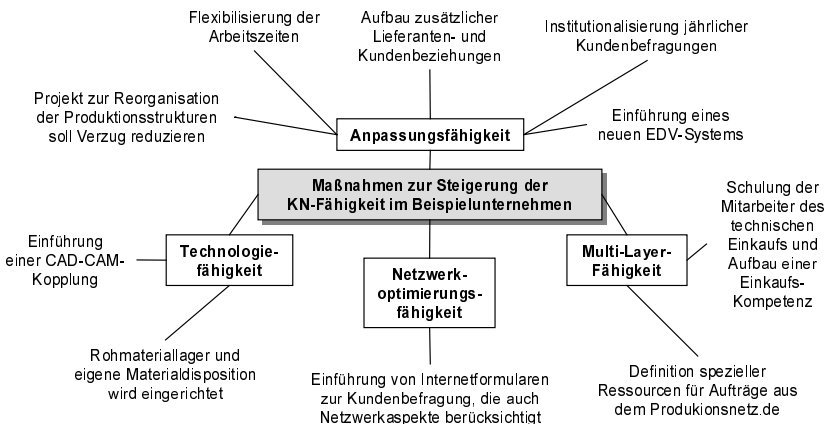 Flexibilisierung der
Arbeitszeiten
Aufbau zusätzlicher
Lieferanten- und
Kundenbeziehungen
Institutionalisierung jährlicher
Kundenbefragungen
Projekt zur Reorganisation
der Produktionsstrukturen
soll Verzug reduzieren
Anpassungsfähigkeit
Einführung eines
neuen EDV-Systems
Maßnahmen zur Steigerung der
KN-Fähigkeit im Beispielunternehmen
Einführung
einer CAD-CAM-
Kopplung
Technologie-
fähigkeit
Netzwerk-
optimierungs-
fähigkeit
Multi-Layer-
Fähigkeit
Schulung der
Mitarbeiter des
technischen
Einkaufs und
Aufbau einer
Einkaufs-
Kompetenz
Rohmateriallager und
eigene Materialdisposition
wird eingerichtet
Einführung von Internetformularen
zur Kundenbefragung, die auch
Netzwerkaspekte berücksichtigt
Definition spezieller
Ressourcen für Aufträge aus
dem Produkionsnetz.de